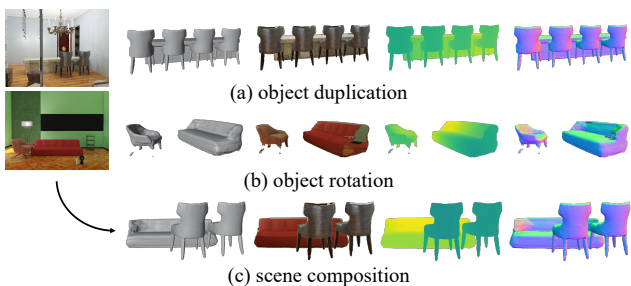 (a) object duplication
(b) object rotation
(c) scene composition